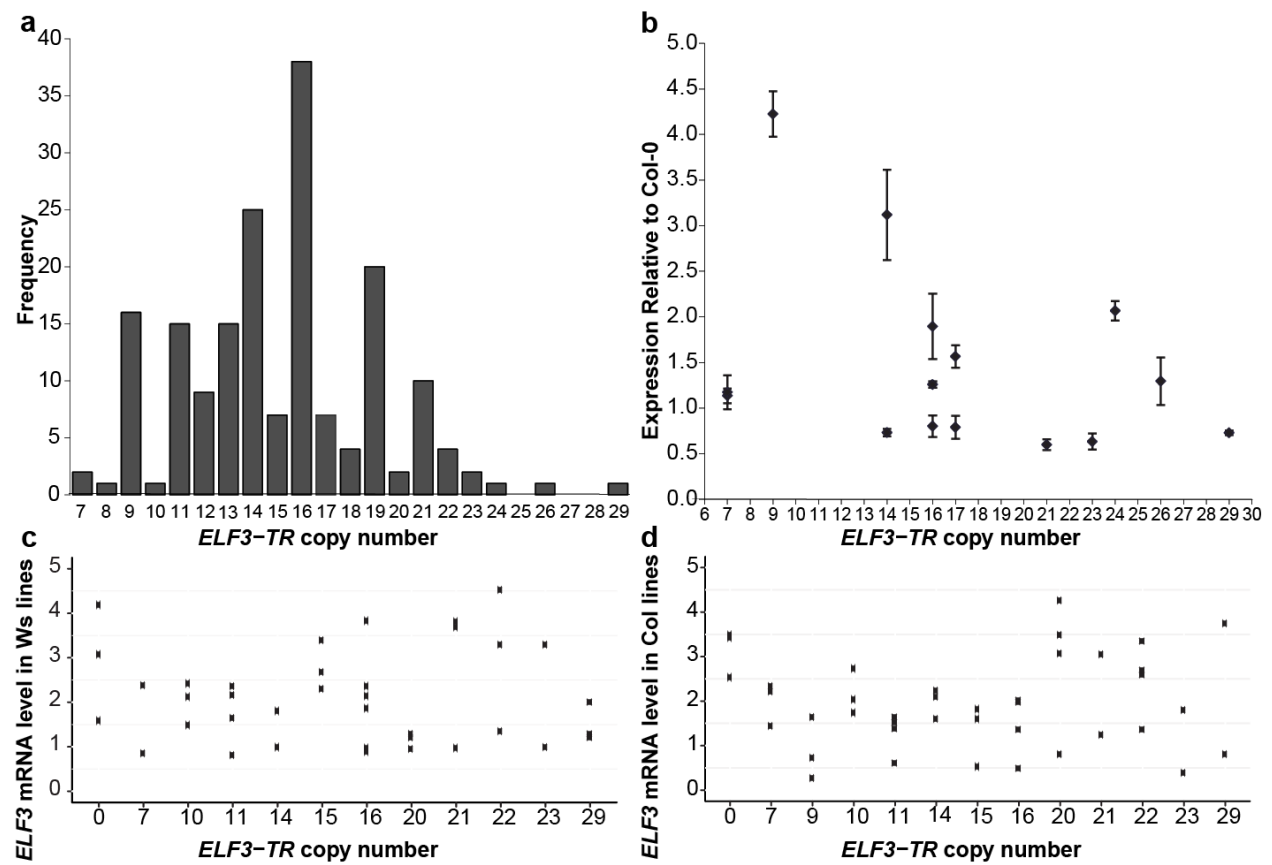 a
40
35
30
25
20
15
10
5
0
Frequency
7 8 9 10 11 12 13 14 15 16 17 18 19 20 21 22 23 24 25 26 27 28 29
ELF3−TR copy number
b
5.0
4.5
4.0
3.5
3.0
2.5
2.0
1.5
1.0
0.5
0.0
Expression Relative to Col-0
6 7 8 9 10 11 12 13 14 15 16 17 18 19 20 21 22 23 24 25 26 27 28 29 30
ELF3−TR copy number
c
5
4
3
2
1
0
ELF3 mRNA level in Ws lines
0 7 10 11 14 15 16 20 21 22 23 29
ELF3−TR copy number
d
5
4
3
2
1
0
ELF3 mRNA level in Col lines
0 7 9 10 11 14 15 16 20 21 22 23 29
ELF3−TR copy number